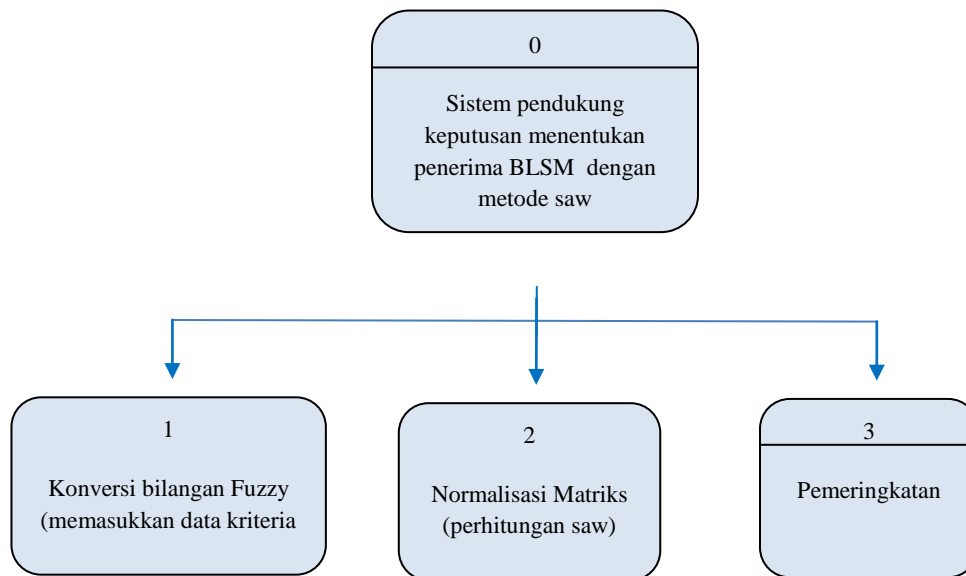 0
Sistem pendukung
keputusan menentukan
penerima BLSM dengan
metode saw
1
Konversi bilangan Fuzzy
(memasukkan data kriteria
2
Normalisasi Matriks
(perhitungan saw)
3
Pemeringkatan